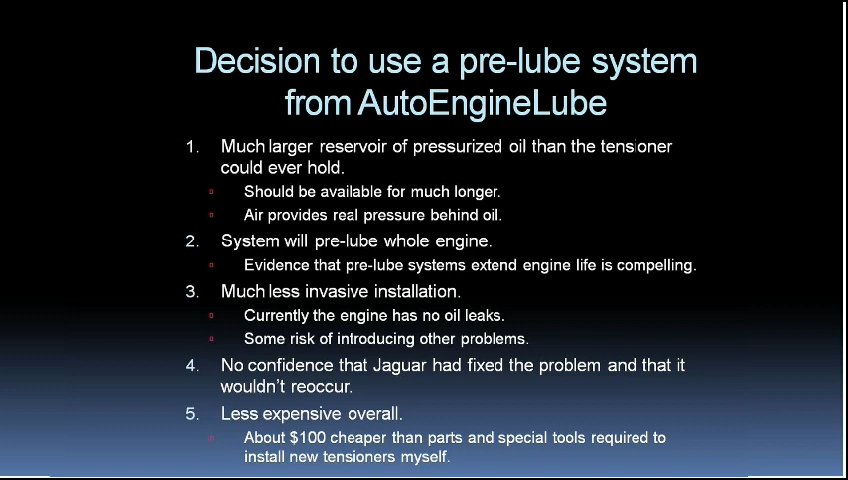 Decision to use a pre-lube system
from AutoEngineLube
1. Much larger reservoir of pressurized oil than the tensioner
could ever hold.
Should be available for much longer.
Air provides real pressure behind oil.
2. System will pre-lube whole engine.
Evidence that pre-lube systems extend engine life is compelling.
3. Much less invasive installation.
Currently the engine has no oil leaks.
Some risk of introducing other problems.
4. No confidence that Jaguar had fixed the problem and that it
wouldn't reoccur.
5. Less expensive overall.
About $100 cheaper than parts and special tools required to
install new tensioners myself.